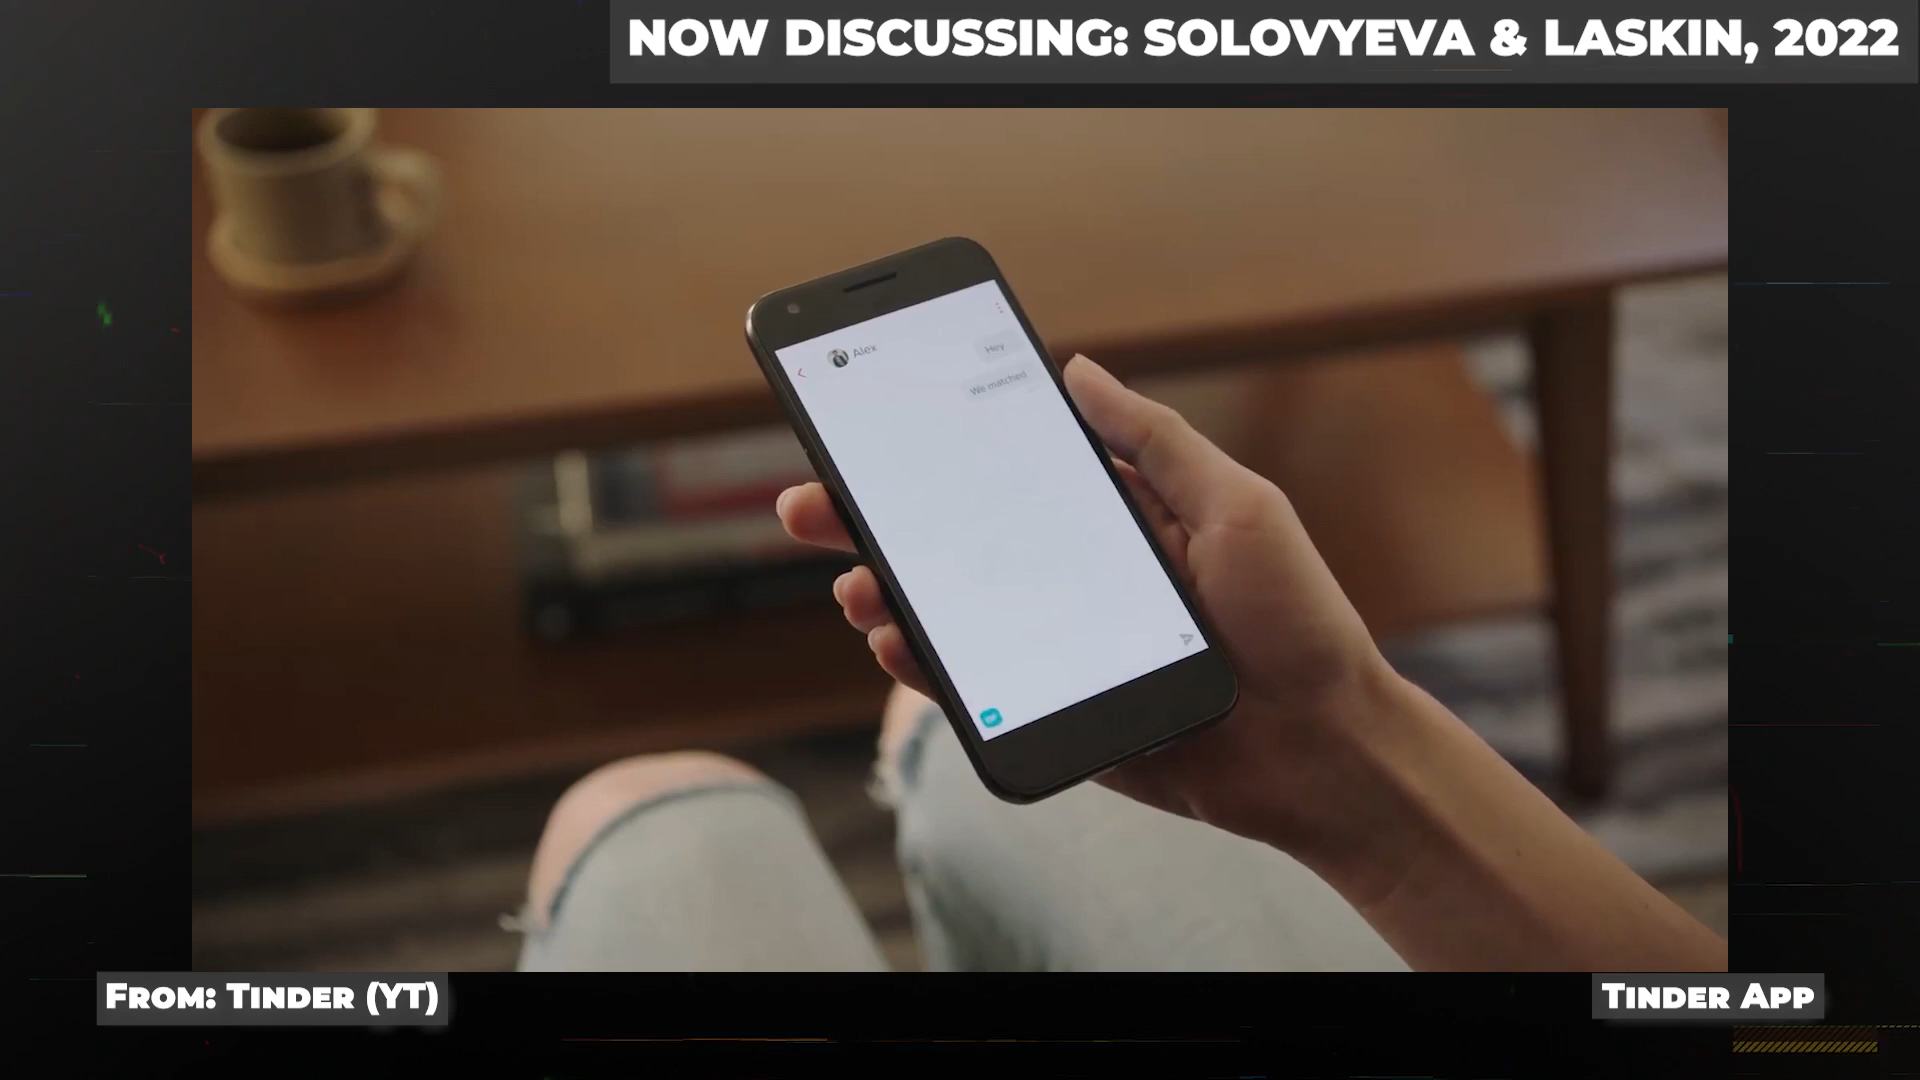 NOW DISCUSSING: SOLOVYEVA & LASKIN, 2022
Alex
Hey
We matched
FROM: TINDER (YT)
TINDER APP